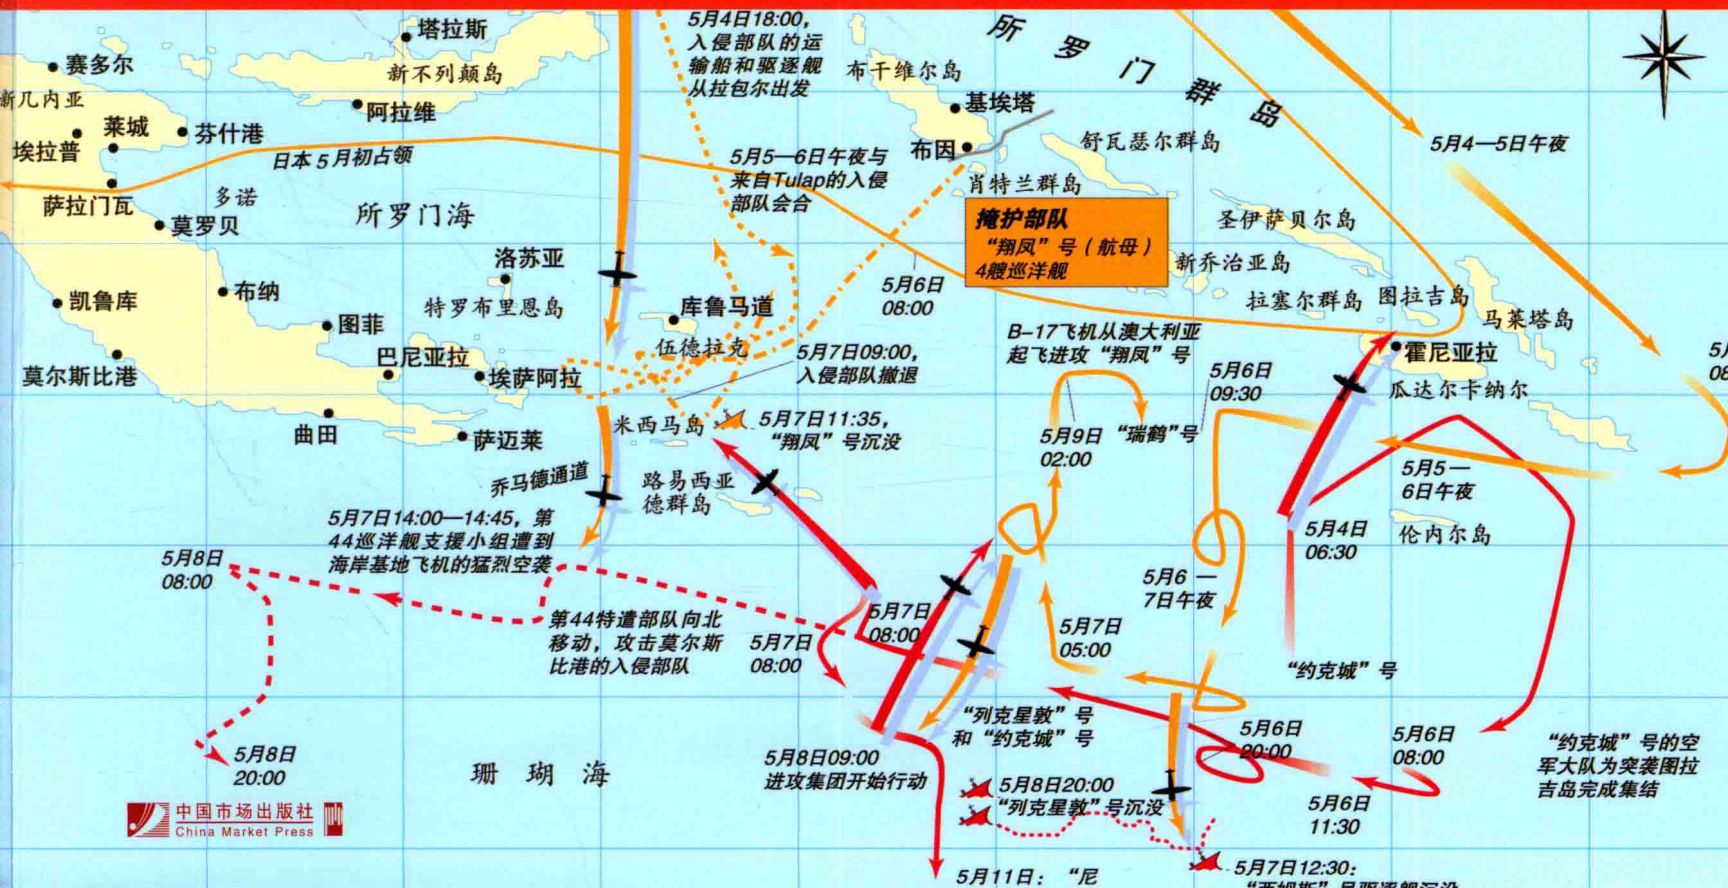 塔拉斯
赛多尔
新不列颠岛
新几内亚
阿拉维
莱城
芬什港
埃拉普
萨拉门瓦
日本5月初占领
多诺
莫罗贝
所罗门海
5月4日18:00,
入侵部队的运
输船和驱逐舰
从拉包尔出发
布干维尔岛
基埃塔
布因
所罗门群岛
舒瓦瑟尔群岛
肖特兰群岛
5月4—5日午夜
5月5—6日午夜与
来自Tulap的入侵
部队会合
掩护部队
“翔凤”号(航母)
4艘巡洋舰
圣伊萨贝尔岛
新乔治亚岛
拉塞尔群岛
图拉吉岛
马莱塔岛
洛苏亚
特罗布里恩岛
凯鲁库
布纳
图菲
库鲁马道
伍德拉克
5月6日
08:00
B-17飞机从澳大利亚
起飞进攻“翔凤”号
霍尼亚拉
瓜达尔卡纳尔
巴尼亚拉
埃萨阿拉
莫尔斯比港
5月7日09:00,
入侵部队撤退
5月6日
09:30
曲田
萨迈莱
米西马岛
5月7日11:35,
“翔凤”号沉没
5月9日
02:00
“瑞鹤”号
5月5—
6日午夜
乔马德通道
路易西亚
德群岛
5月4日
06:30
伦内尔岛
5月7日14:00—14:45, 第
44巡洋舰支援小组遭到
海岸基地飞机的猛烈空袭
5月8日
08:00
5月6 —
7日午夜
第44特遣部队向北
移动, 攻击莫尔斯
比港的入侵部队
5月7日
08:00
5月7日
08:00
5月7日
05:00
“约克城”号
“列克星敦”号
和“约克城”号
5月6日
20:00
5月6日
08:00
“约克城”号的空
军大队为突袭图拉
吉岛完成集结
5月8日
20:00
珊瑚海
5月8日09:00
进攻集团开始行动
5月8日20:00
“列克星敦”号沉没
5月6日
11:30
中国市场出版社
China Market Press
5月11日: “尼
5月7日12:30: